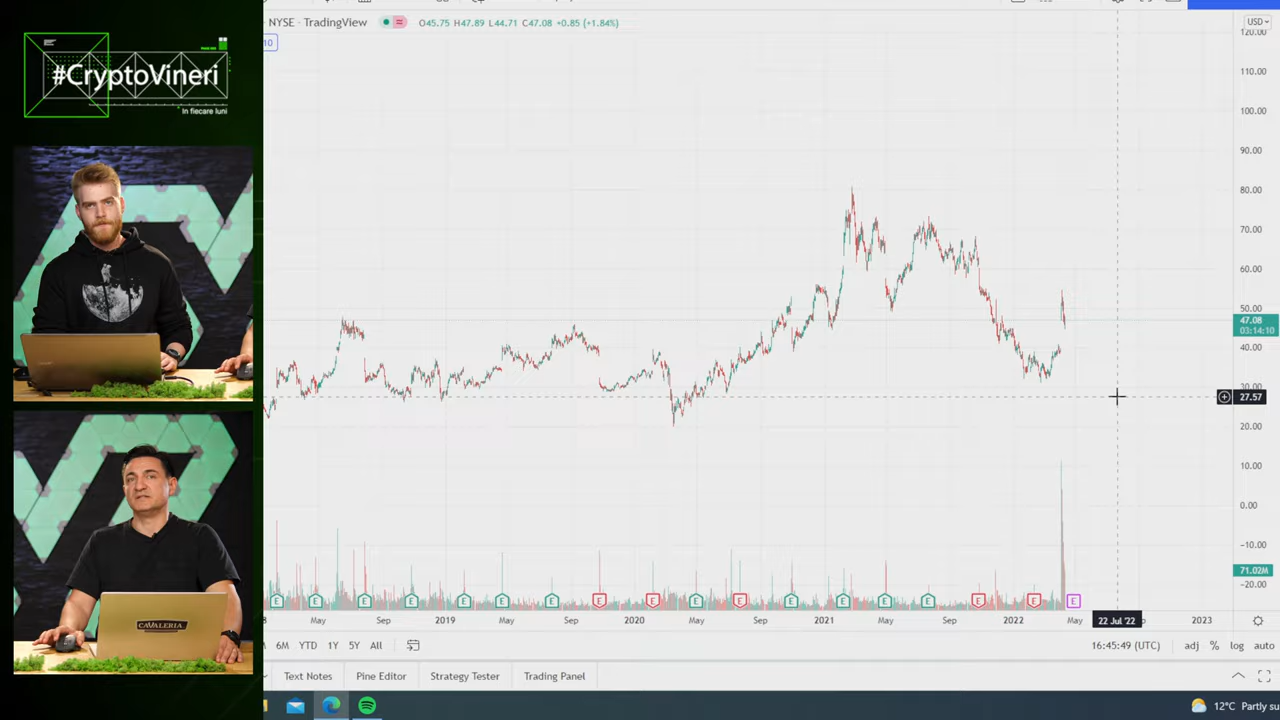 #CryptoVineri
În fiecare luni
CAVALERIA
NYSE · TradingView
O45.75 H47.89 L44.71 C47.08 +0.85 (+1.84%)
10
USD
120.00
110.00
100.00
90.00
80.00
70.00
60.00
50.00
47.08
03:14:10
40.00
30.00
27.57
20.00
10.00
0.00
−10.00
71.02M
−20.00
E E E E E E E E E E E E E E E E E E
May Sep 2019 May Sep 2020 May Sep 2021 May Sep 2022 May 22 Jul '22 2023
6M YTD 1Y 5Y All
16:45:49 (UTC) adj % log auto
Text Notes Pine Editor Strategy Tester Trading Panel
12°C Partly su